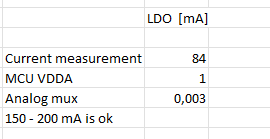 LDO [mA]
Current measurement 84
MCU VDDA 1
Analog mux 0,003
150 - 200 mA is ok